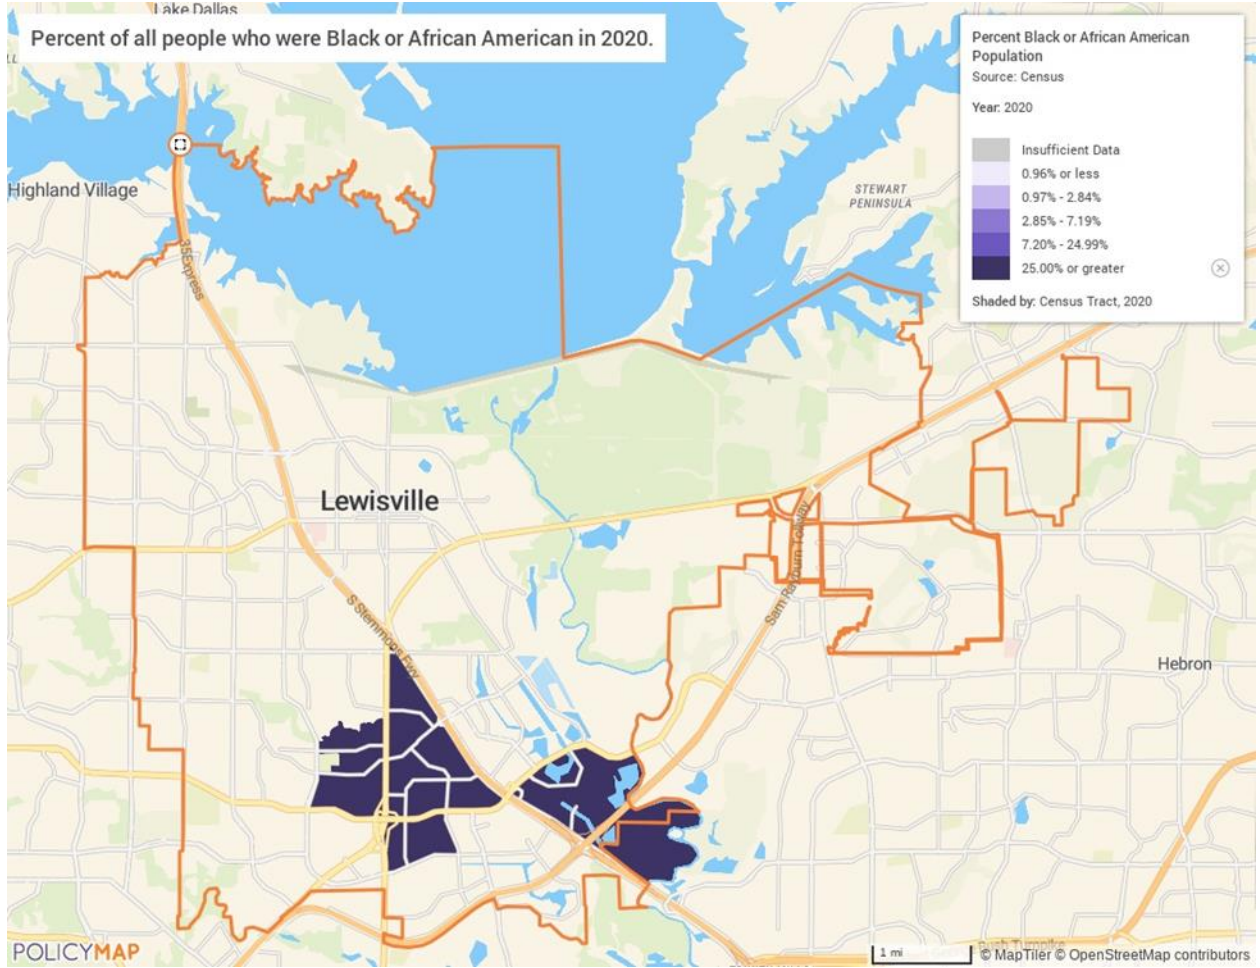 Lake Dallas
Percent of all people who were Black or African American in 2020.
Percent Black or African American
Population
Source: Census
Year: 2020
Insufficient Data
0.96% or less
0.97% - 2.84%
2.85% - 7.19%
7.20% - 24.99%
25.00% or greater
Shaded by: Census Tract, 2020
Highland Village
STEWART
PENINSULA
35Express
Lewisville
Sam Rayburn Tollway
S Stemmons Fwy
Hebron
POLICYMAP
1 mi
Bush Turnpike
© MapTiler © OpenStreetMap contributors